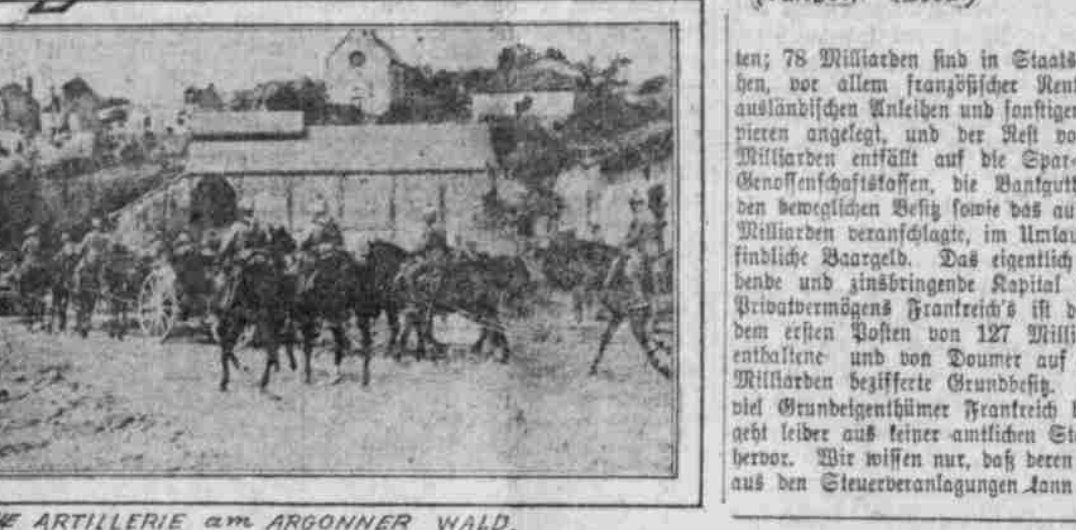 ARTILLERIE am ARGONNER WALD.
ten; 78 Milliarden sind in Staats
hen, vor allem französischer Rent
ausländischen Anleihen und sonstigen
pieren angelegt, und der Rest vo
Milliarden entfällt auf die Spar-
Genossenschaftskassen, die Bankgutt
den beweglichen Besitz sowie das au
Milliarden veranschlagte, im Umlau
findliche Baargeld. Das eigentlich
bende und zinsbringende Kapital
Privatvermögens Frankreich's ist d
dem ersten Posten von 127 Milli
enthaltene und von Doumer auf
Milliarden bezifferte Grundbesitz.
viel Grundeigenthümer Frankreich
geht leider aus keiner amtlichen Sta
hervor. Wir wissen nur, daß deren
aus den Steuerveranlagungen kann